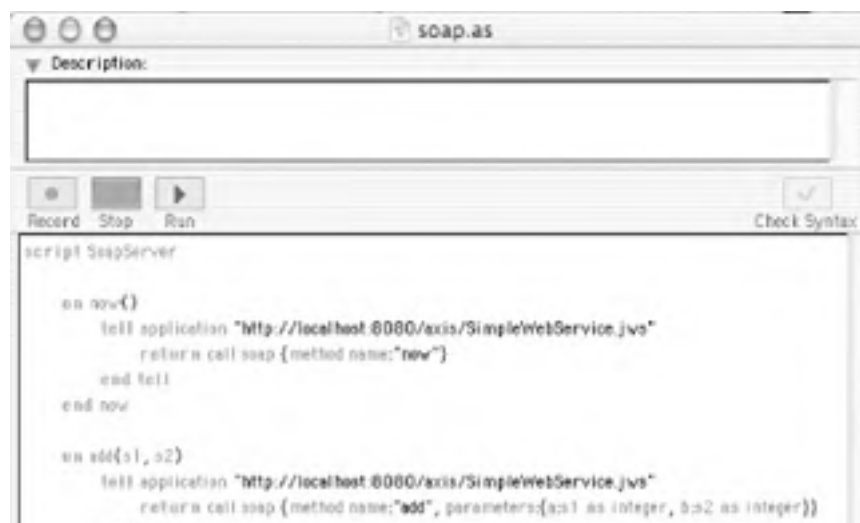 soap.as
Description:
Record Stop Run Check Syntax
script SoapServer
on now()
tell application "http://localhost:8080/axis/SimpleWebService.jws"
return call soap {method name:"now"}
end tell
end now
on add(s1, s2)
tell application "http://localhost:8080/axis/SimpleWebService.jws"
return call soap {method name:"add", parameters:{a:s1 as integer, b:s2 as integer}}